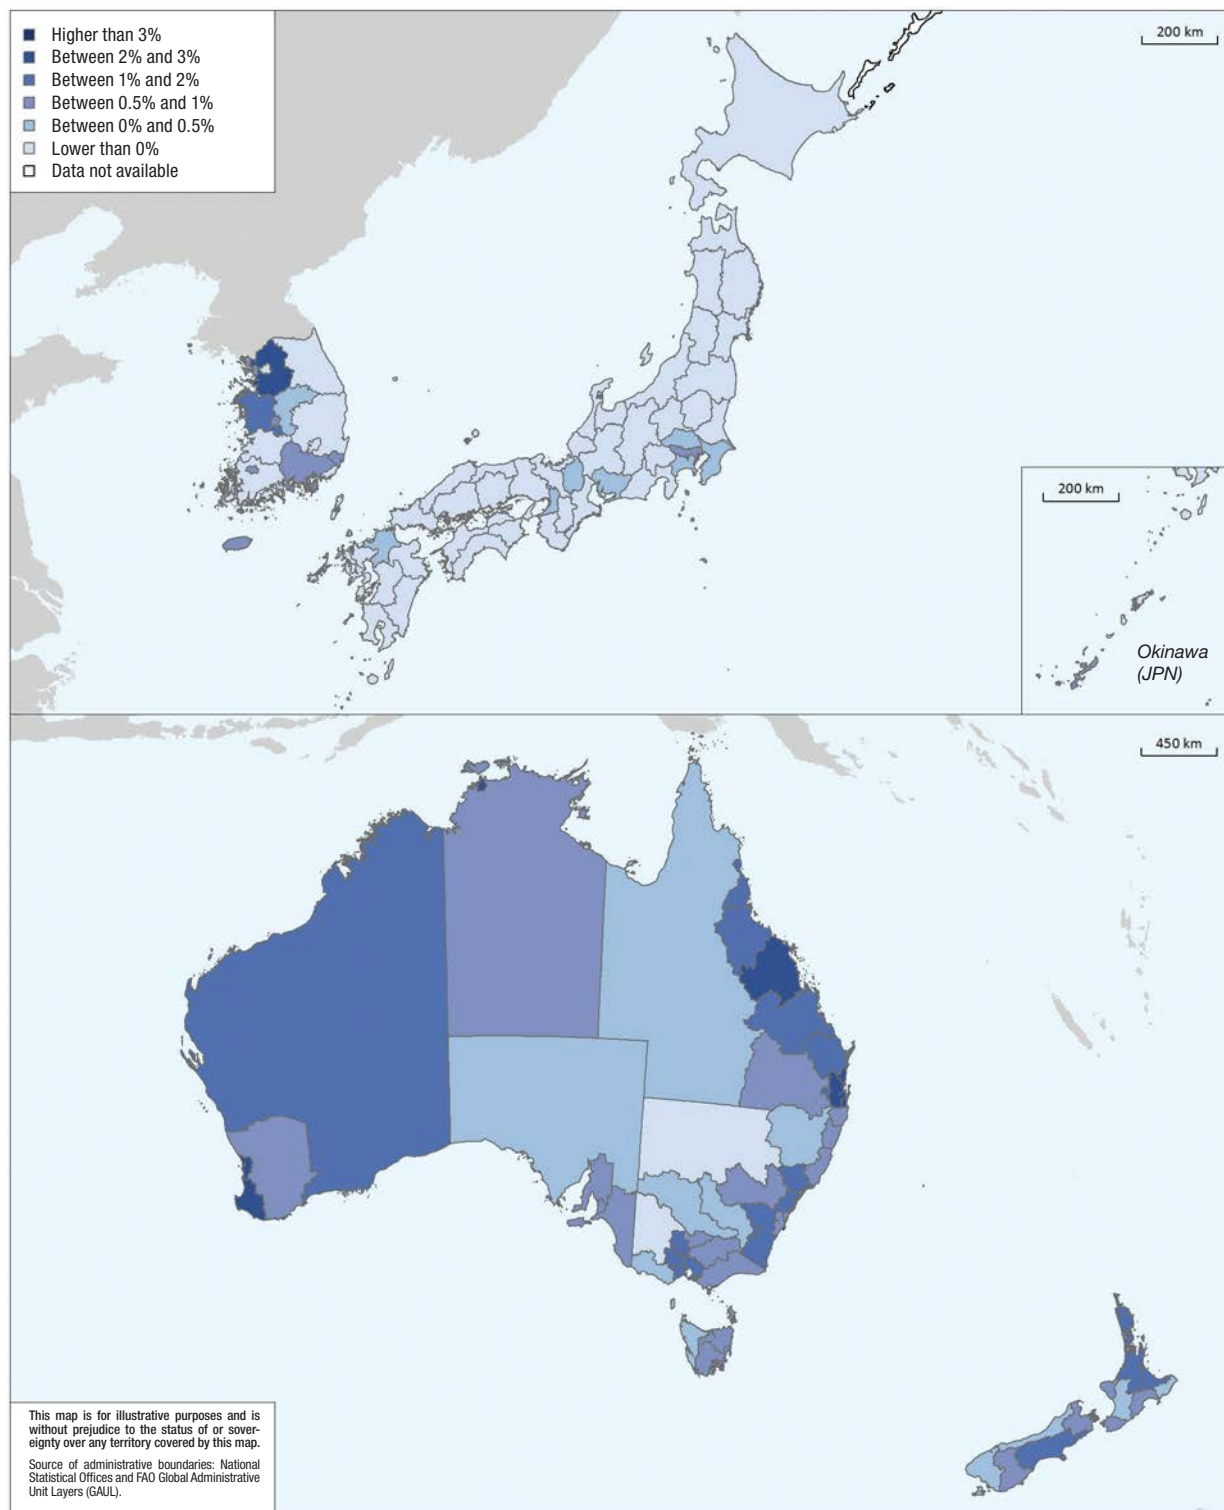 Higher than 3%
Between 2% and 3%
Between 1% and 2%
Between 0.5% and 1%
Between 0% and 0.5%
Lower than 0%
Data not available
200 km
200 km
Okinawa
(JPN)
450 km
This map is for illustrative purposes and is
without prejudice to the status of or sover-
eignty over any territory covered by this map.
Source of administrative boundaries: National
Statistical Offices and FAO Global Administrative
Unit Layers (GAUL).